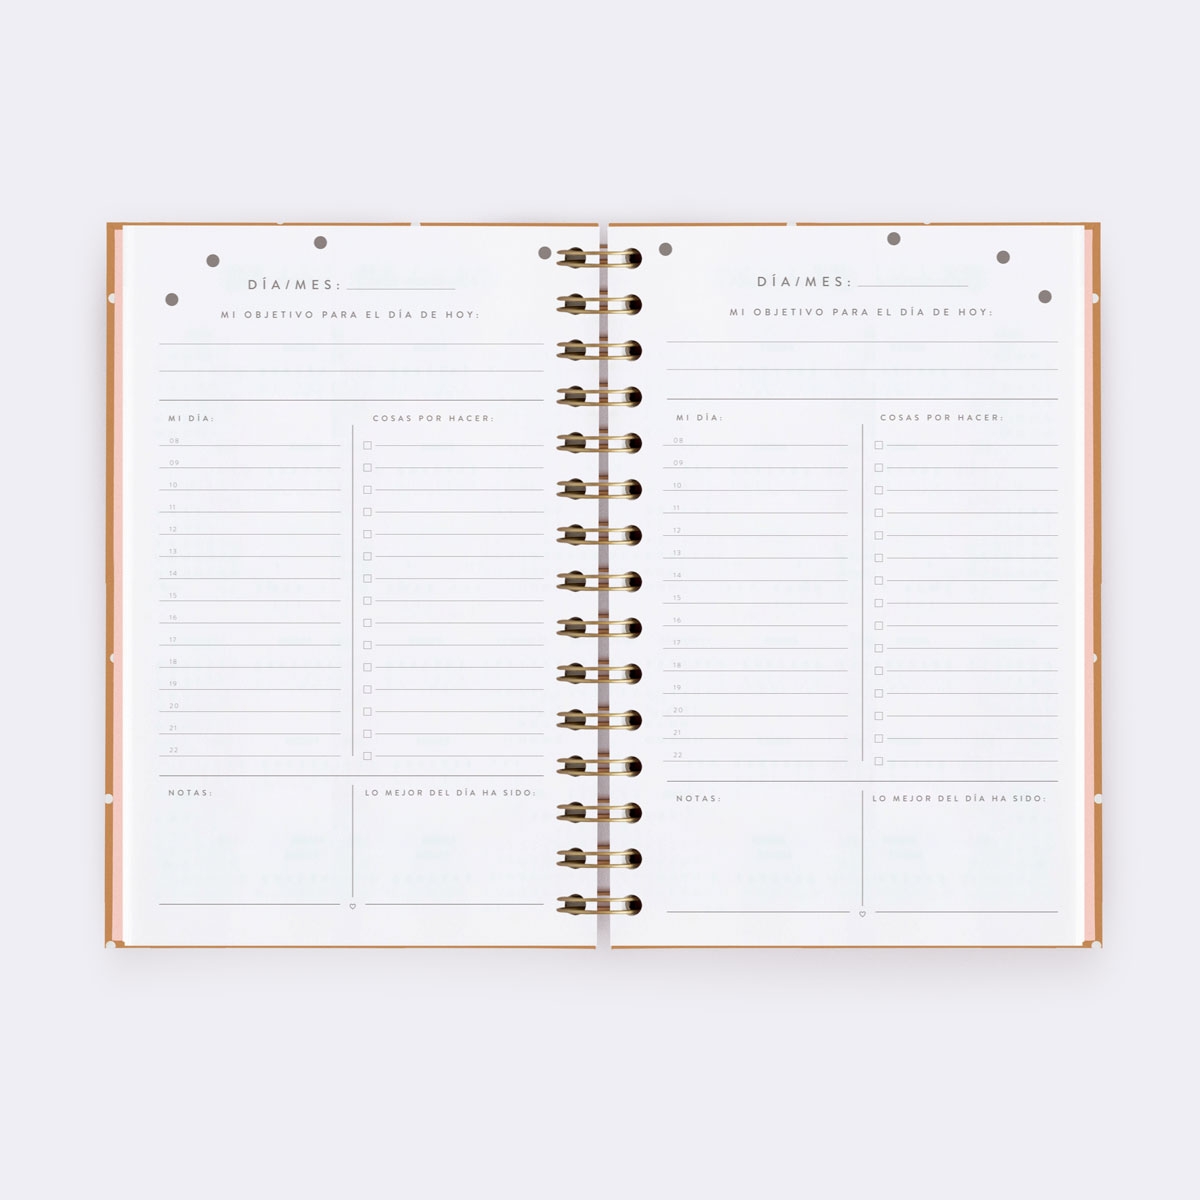 DÍA/MES:
MI OBJETIVO PARA EL DÍA DE HOY:
MI DÍA:
COSAS POR HACER:
08
09
10
11
12
13
14
15
16
17
18
19
20
21
22
NOTAS:
LO MEJOR DEL DÍA HA SIDO:
DÍA/MES:
MI OBJETIVO PARA EL DÍA DE HOY:
MI DÍA:
COSAS POR HACER:
08
09
10
11
12
13
14
15
16
17
18
19
20
21
22
NOTAS:
LO MEJOR DEL DÍA HA SIDO: